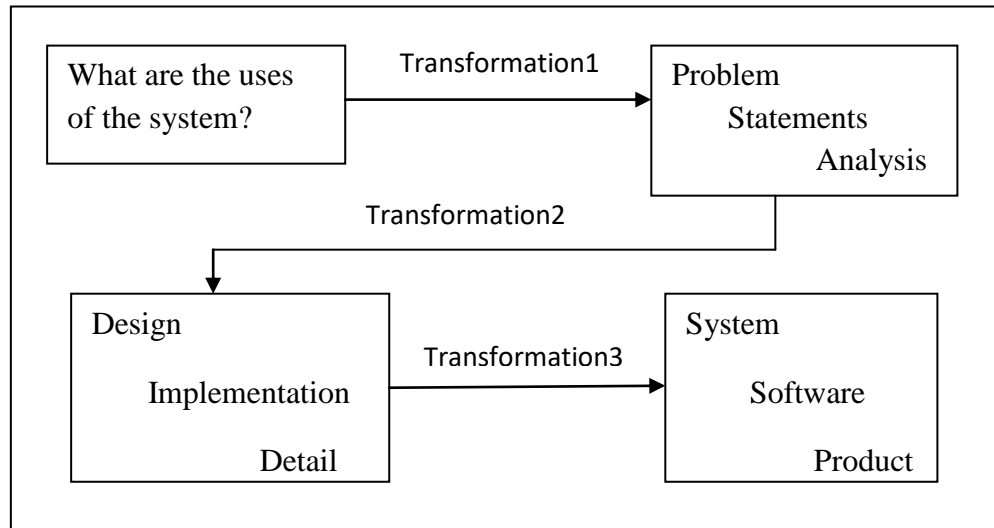 What are the uses
of the system?
Transformation1
Problem
Statements
Analysis
Transformation2
Design
Implementation
Detail
Transformation3
System
Software
Product